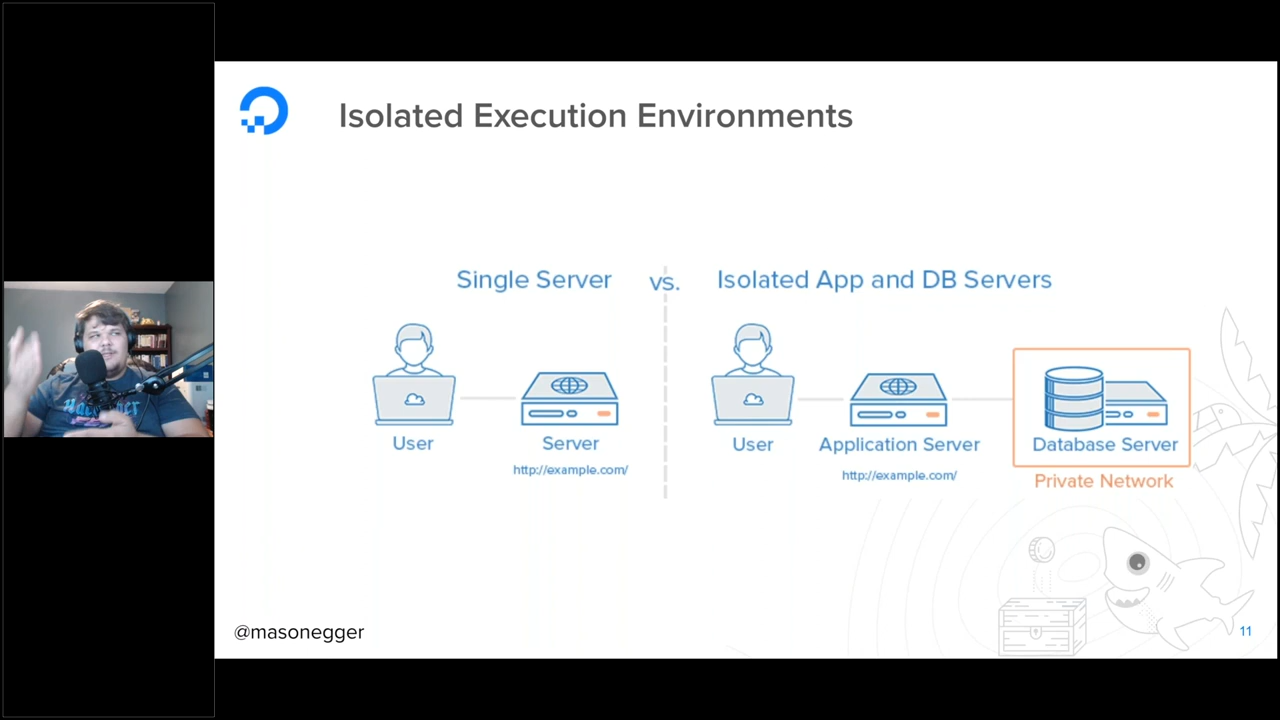 Isolated Execution Environments
Single Server
vs.
Isolated App and DB Servers
User
Server
http://example.com/
User
Application Server
http://example.com/
Database Server
Private Network
@masonegger
11